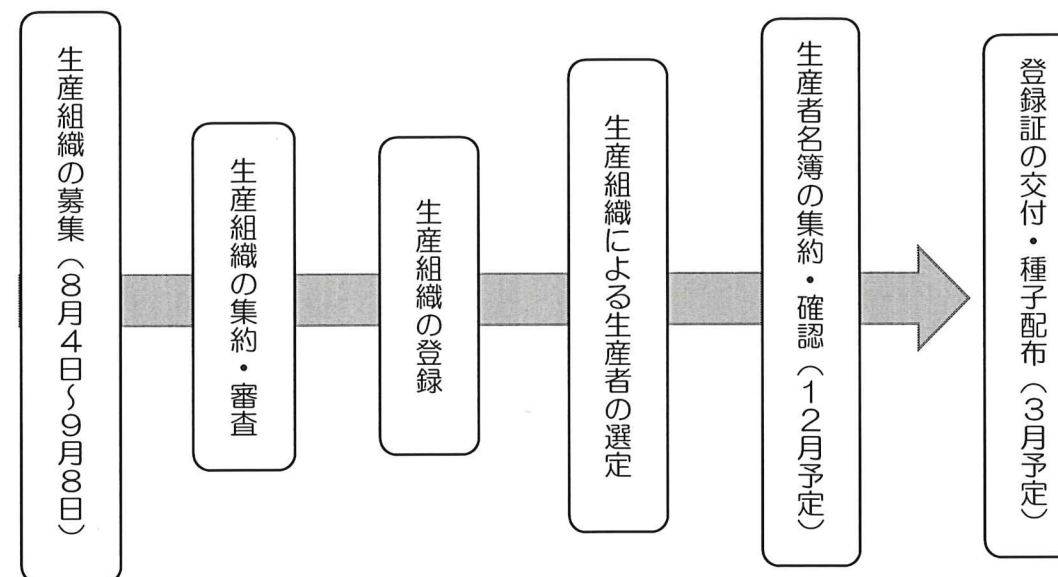 生産組織の募集（８月４日～９月８日）
生産組織の集約・審査
生産組織の登録
生産組織による生産者の選定
生産者名簿の集約・確認（１２月予定）
登録証の交付・種子配布（３月予定）